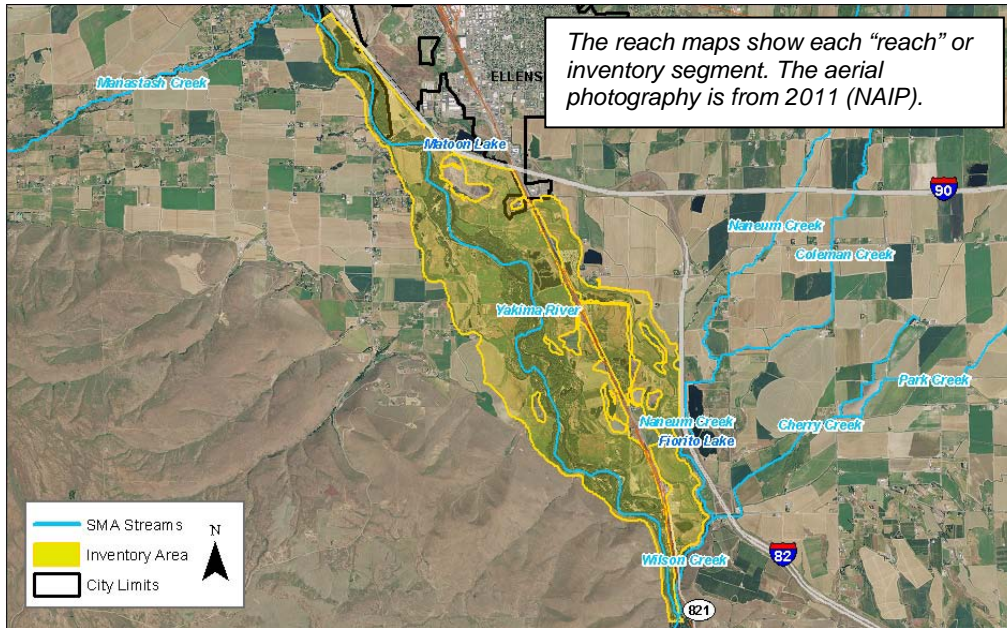 The reach maps show each “reach” or
inventory segment. The aerial
photography is from 2011 (NAIP).
ELLENS
Manastash Creek
Matoon Lake
90
Naneum Creek
Coleman Creek
Yakima River
Park Creek
Naneum Creek
Cherry Creek
Fiorito Lake
Wilson Creek
82
821
SMA Streams
Inventory Area
City Limits
N